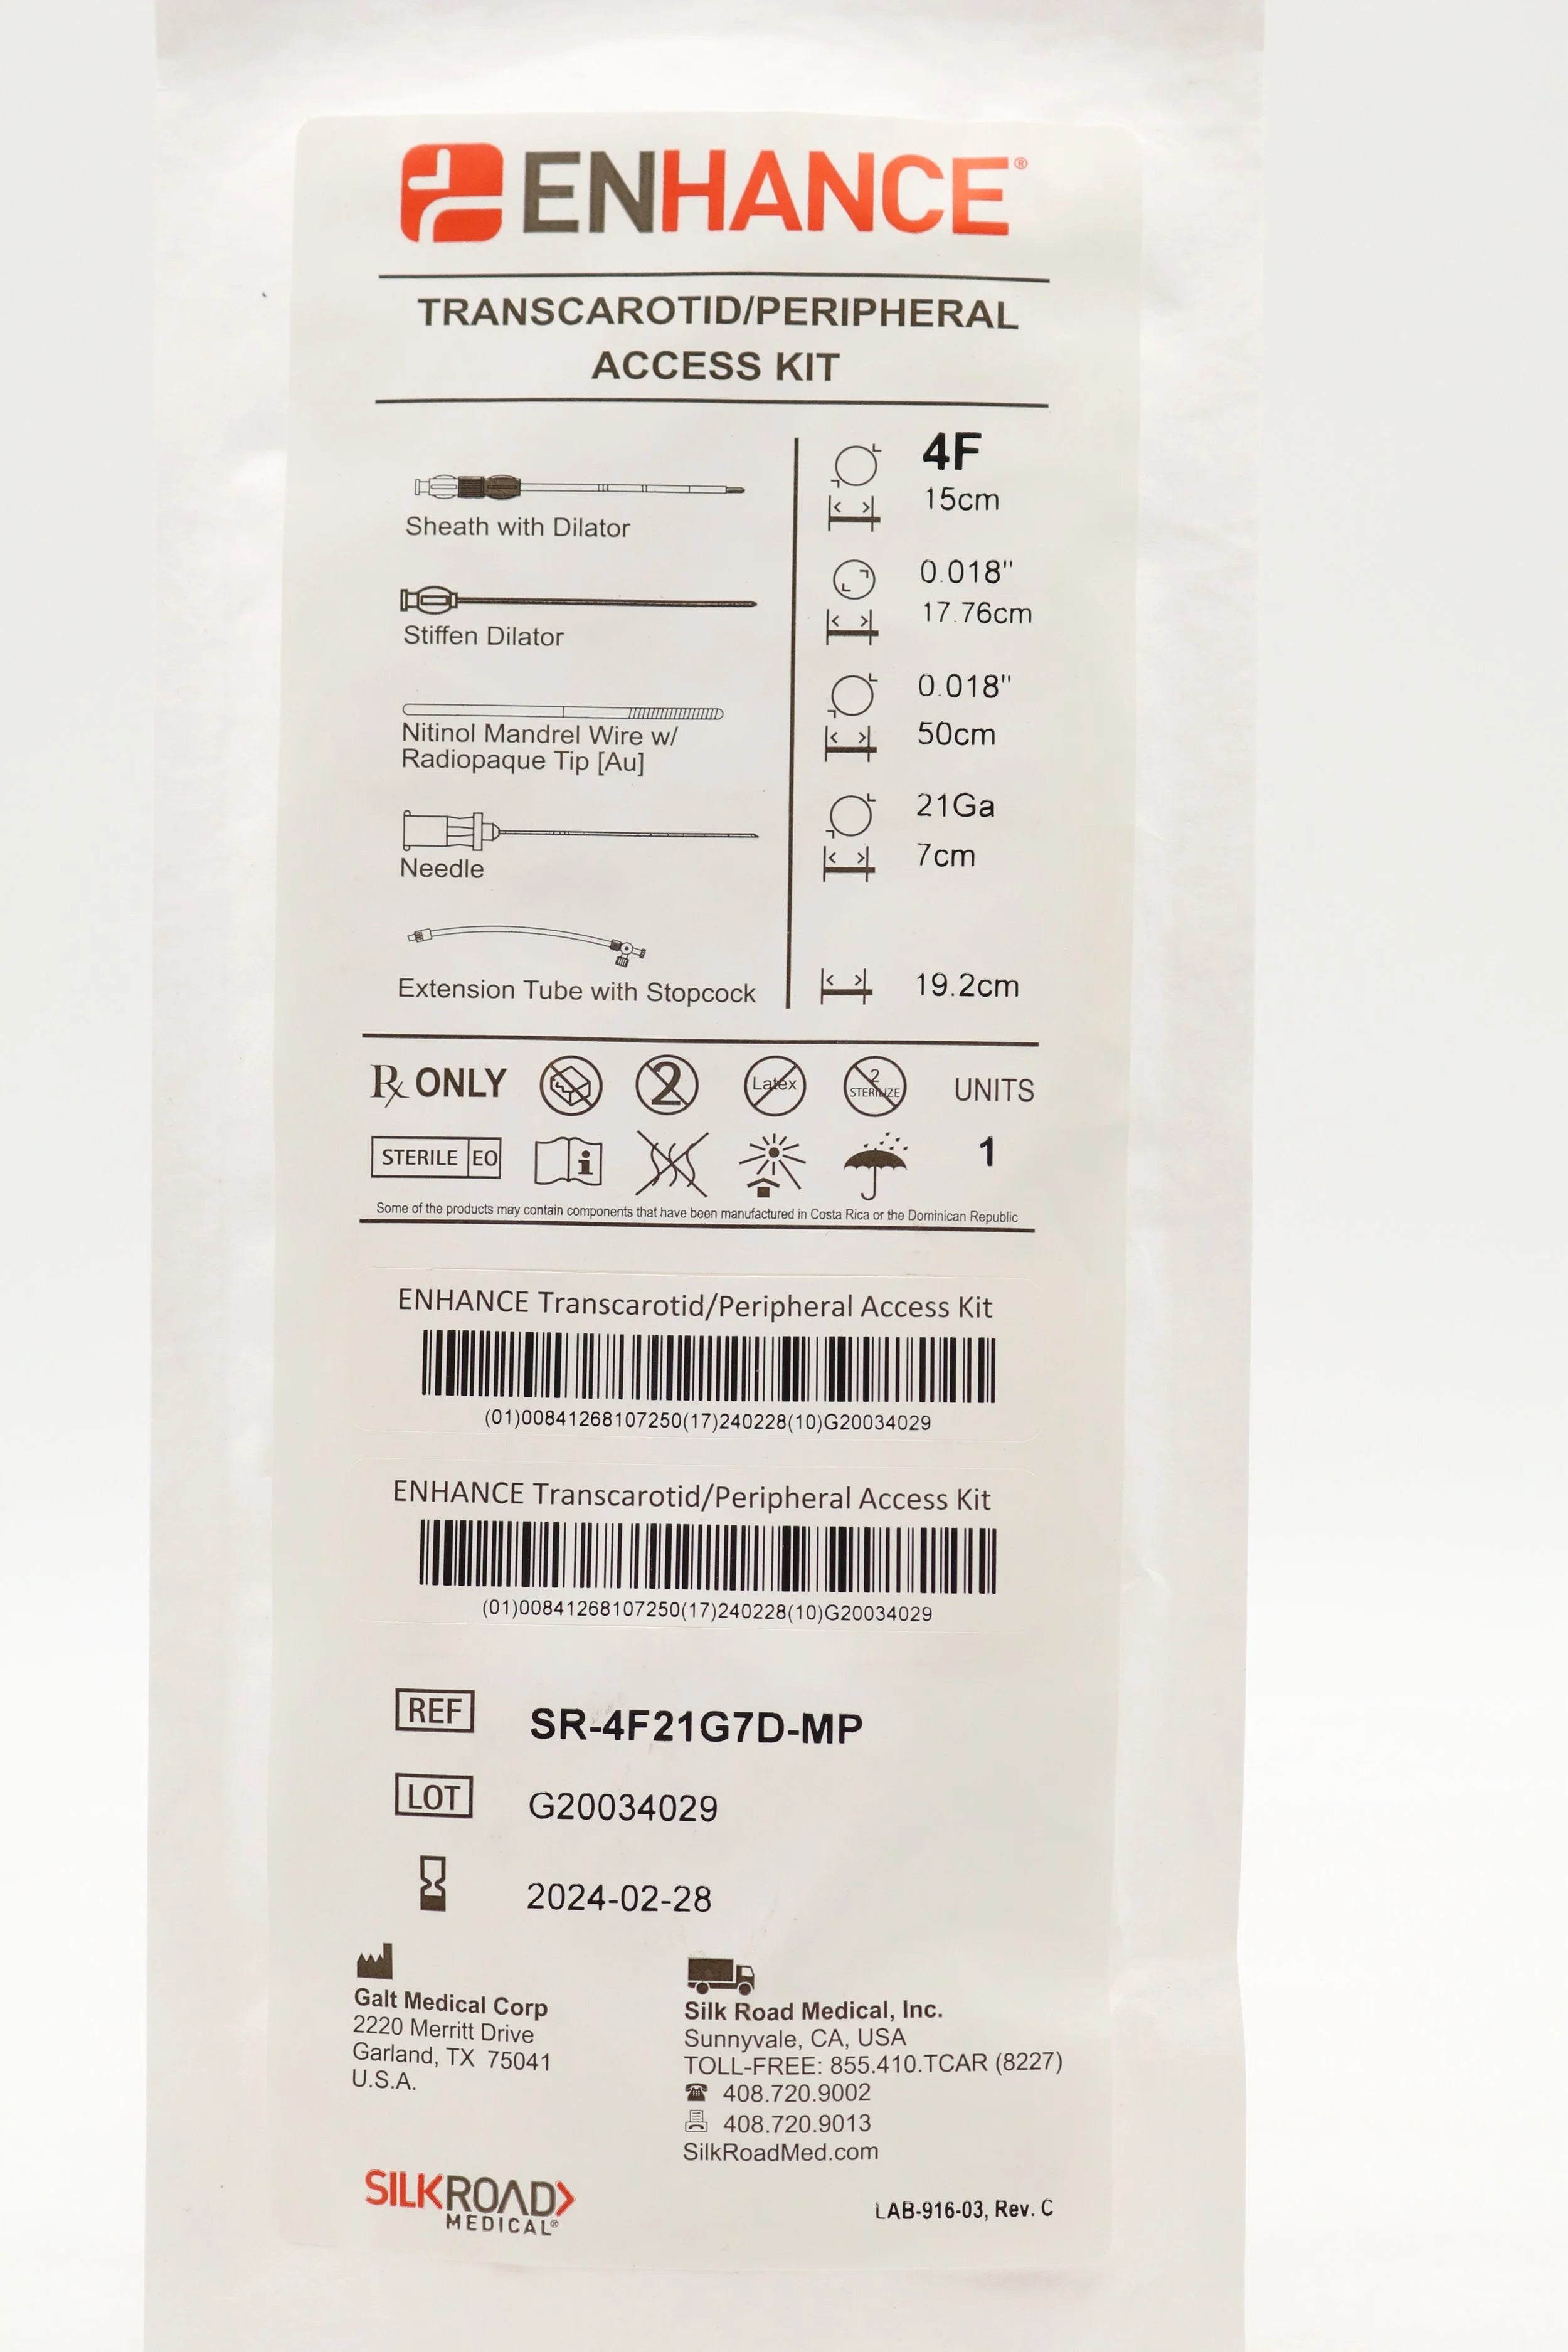 ENHANCE®
TRANSCAROTID/PERIPHERAL
ACCESS KIT
4F
15cm
Sheath with Dilator
0.018"
17.76cm
Stiffen Dilator
0.018"
50cm
Nitinol Mandrel Wire w/
Radiopaque Tip [Au]
21Ga
7cm
Needle
Extension Tube with Stopcock 19.2cm
Rx ONLY 2 Latex 2 STERILIZE UNITS
STERILE EO i 1
Some of the products may contain components that have been manufactured in Costa Rica or the Dominican Republic
ENHANCE Transcarotid/Peripheral Access Kit
(01)00841268107250(17)240228(10)G20034029
ENHANCE Transcarotid/Peripheral Access Kit
(01)00841268107250(17)240228(10)G20034029
REF SR-4F21G7D-MP
LOT G20034029
2024-02-28
Galt Medical Corp
2220 Merritt Drive
Garland, TX 75041
U.S.A.
Silk Road Medical, Inc.
Sunnyvale, CA, USA
TOLL-FREE: 855.410.TCAR (8227)
408.720.9002
408.720.9013
SilkRoadMed.com
SILKROAD
MEDICAL®
LAB-916-03, Rev. C